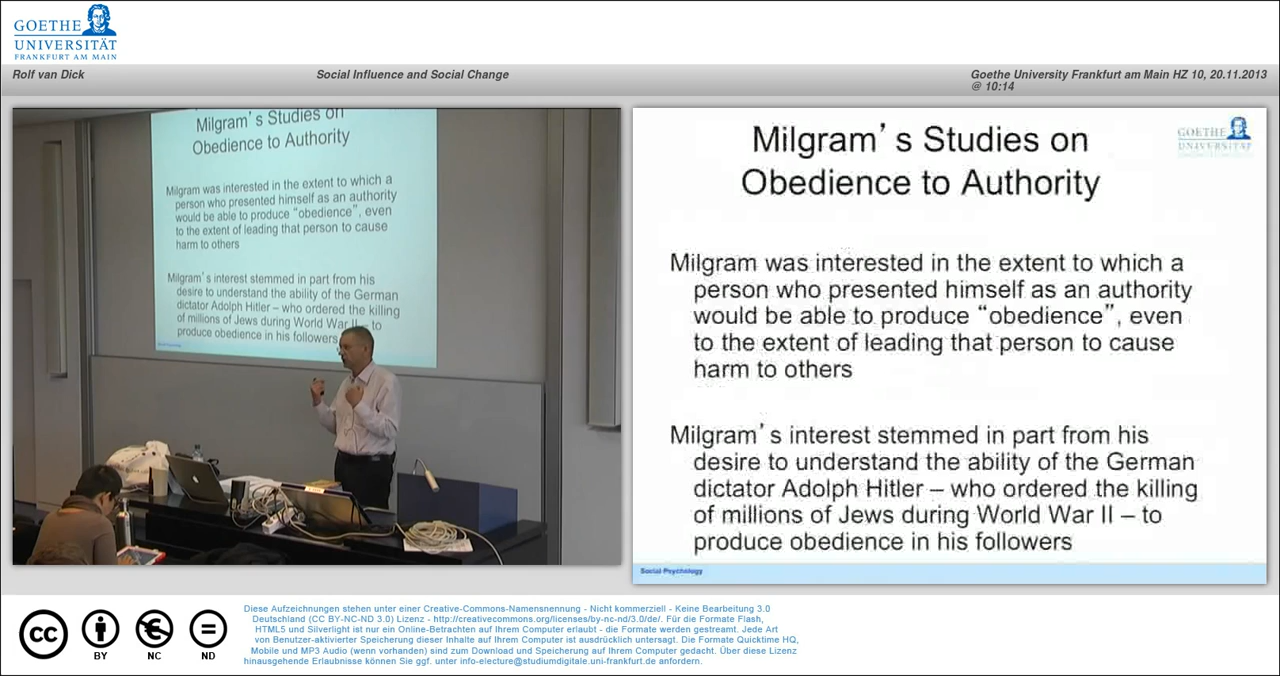 GOETHE
UNIVERSITÄT
FRANKFURT AM MAIN
Rolf van Dick
Social Influence and Social Change
Goethe University Frankfurt am Main HZ 10, 20.11.2013
@ 10:14
Milgram's Studies on
Obedience to Authority
Milgram was interested in the extent to which a
person who presented himself as an authority
would be able to produce “obedience”, even
to the extent of leading that person to cause
harm to others
Milgram's interest stemmed in part from his
desire to understand the ability of the German
dictator Adolph Hitler – who ordered the killing
of millions of Jews during World War II – to
produce obedience in his followers
Social Psychology
Milgram's Studies on
Obedience to Authority
GOETHE
UNIVERSITÄT
Milgram was interested in the extent to which a
person who presented himself as an authority
would be able to produce “obedience”, even
to the extent of leading that person to cause
harm to others
Milgram's interest stemmed in part from his
desire to understand the ability of the German
dictator Adolph Hitler – who ordered the killing
of millions of Jews during World War II – to
produce obedience in his followers
Social Psychology
cc
BY
NC
ND
Diese Aufzeichnungen stehen unter einer Creative-Commons-Namensnennung - Nicht kommerziell - Keine Bearbeitung 3.0
Deutschland (CC BY-NC-ND 3.0) Lizenz - http://creativecommons.org/licenses/by-nc-nd/3.0/de/. Für die Formate Flash,
HTML5 und Silverlight ist nur ein Online-Betrachten auf Ihrem Computer erlaubt - die Formate werden gestreamt. Jede Art
von Benutzer-aktivierter Speicherung dieser Inhalte auf Ihrem Computer ist ausdrücklich untersagt. Die Formate Quicktime HQ,
Mobile und MP3 Audio (wenn vorhanden) sind zum Download und Speicherung auf Ihrem Computer gedacht. Über diese Lizenz
hinausgehende Erlaubnisse können Sie ggf. unter info-electure@studiumdigitale.uni-frankfurt.de anfordern.